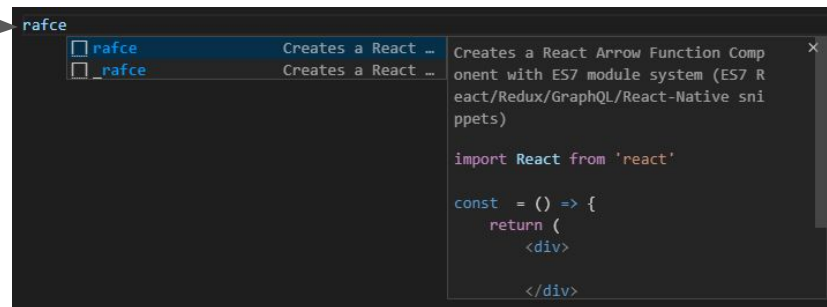 rafce
rafce Creates a React …
_rafce Creates a React …
Creates a React Arrow Function Comp
onent with ES7 module system (ES7 R
eact/Redux/GraphQL/React-Native sni
ppets)
import React from 'react'
const  = () => {
    return (
        <div>
        </div>